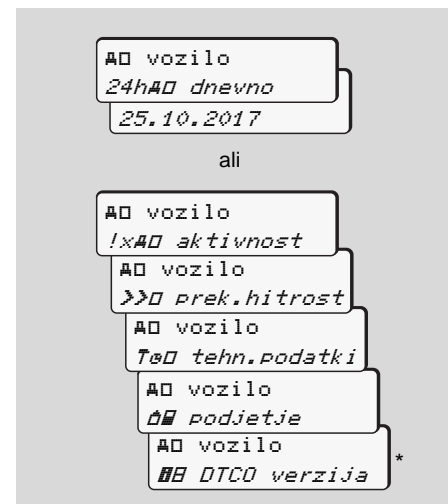 vozilo
24h dnevno
25.10.2017
ali
vozilo
!x aktivnost
vozilo
>> prek.hitrost
vozilo
T tehn.podatki
vozilo
podjetje
vozilo
DTCO verzija
*